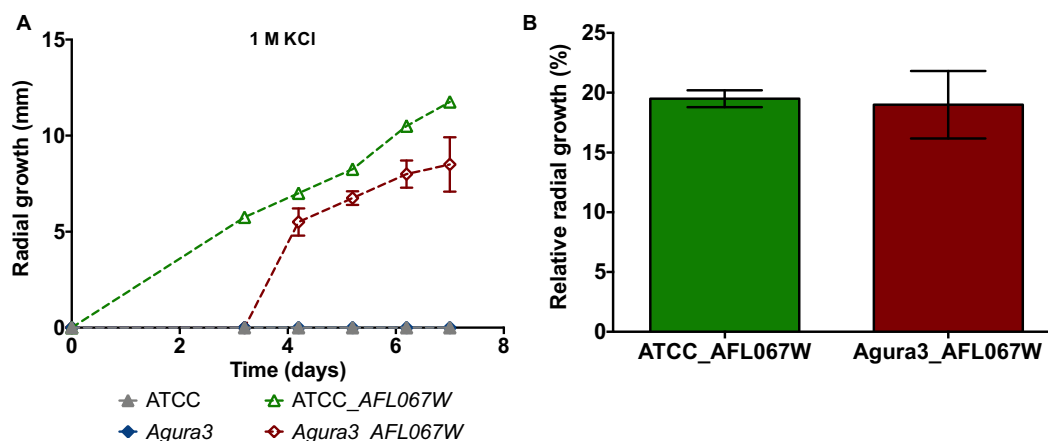 A
1 M KCl
Radial growth (mm)
15
10
5
0
0 2 4 6 8
Time (days)
ATCC
ATCC_AFL067W
Agura3
Agura3_AFL067W
B
Relative radial growth (%)
25
20
15
10
5
0
ATCC_AFL067W Agura3_AFL067W